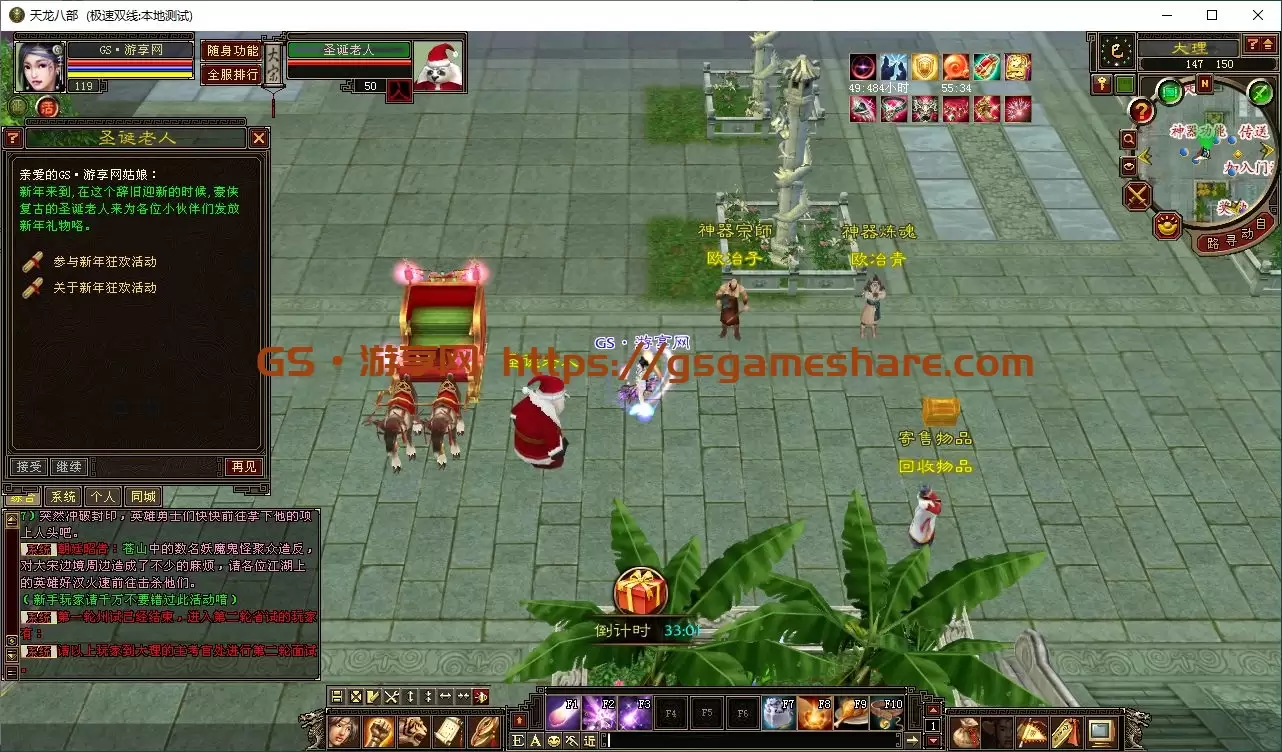 天龙八部 (极速双线:本地测试)
GS·游享网
119
随身功能
全服排行
圣诞老人
50
49:484小时
55:34
大理
147 150
N
神器功能
传送
自动寻路
圣诞老人
亲爱的GS·游享网姑娘：
新年来到,在这个辞旧迎新的时候,豪侠
复古的圣诞老人来为各位小伙伴们发放
新年礼物咯。
参与新年狂欢活动
关于新年狂欢活动
接受
继续
再见
神器宗师
欧冶子
神器炼魂
欧冶青
GS·游享网
圣诞老人
GS·游享网 https://gsgameshare.com
寄售物品
回收物品
综合
系统
个人
同城
7）突然冲破封印，英雄勇士们快快前往拿下他的项
上人头吧。
苍山中的数名妖魔鬼怪聚众造反，
对大宋边境周边造成了不少的麻烦，请各位江湖上
的英雄好汉火速前往击杀他们。
（新手玩家请千万不要错过此活动唷）
第一轮州试已经结束，进入第二轮省试的玩家
有：
请以上玩家到大理的主考官处进行第二轮面试
。
倒计时 33:01
F1
F2
F3
F4
F5
F6
F7
F8
F9
F10
E
A
近
1